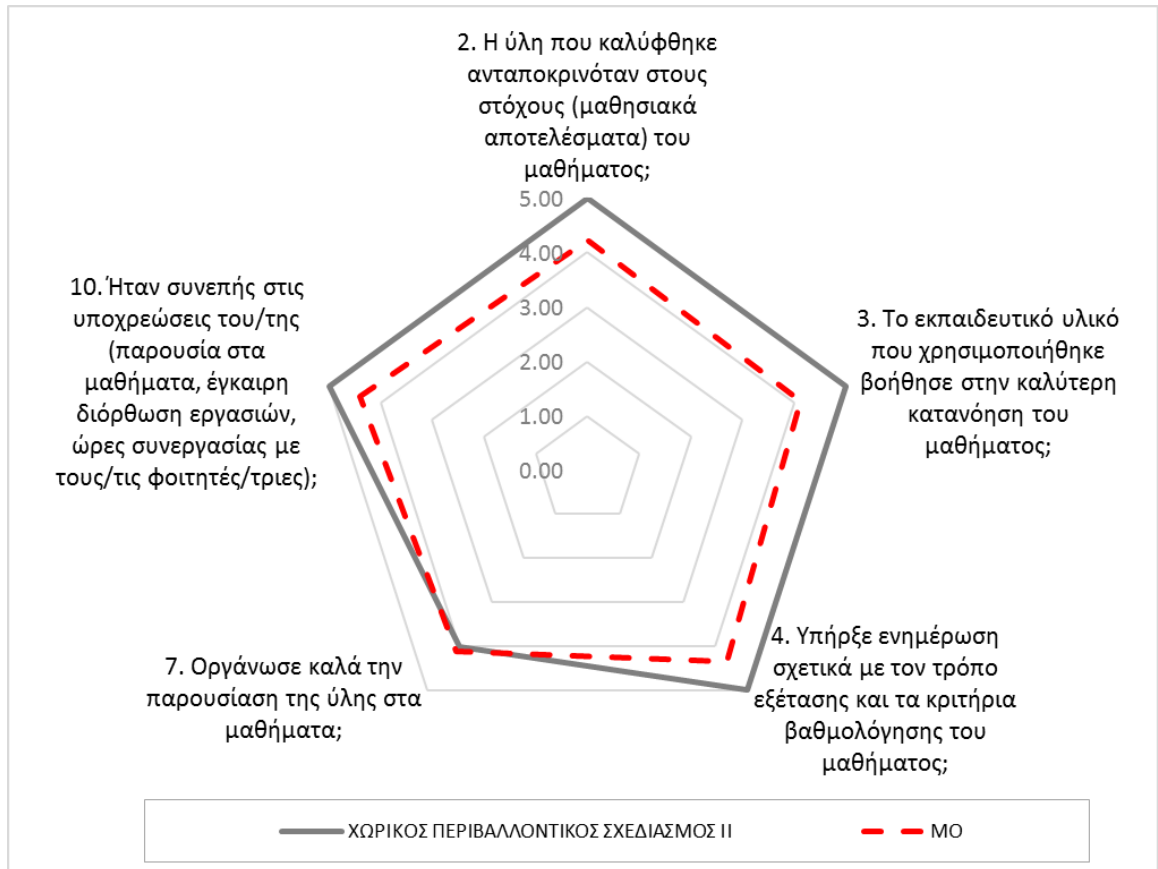 2. Η ύλη που καλύφθηκε
ανταποκρινόταν στους
στόχους (μαθησιακά
αποτελέσματα) του
μαθήματος;
5.00
4.00
3.00
2.00
1.00
0.00
3. Το εκπαιδευτικό υλικό
που χρησιμοποιήθηκε
βοήθησε στην καλύτερη
κατανόηση του
μαθήματος;
4. Υπήρξε ενημέρωση
σχετικά με τον τρόπο
εξέτασης και τα κριτήρια
βαθμολόγησης του
μαθήματος;
7. Οργάνωσε καλά την
παρουσίαση της ύλης στα
μαθήματα;
10. Ήταν συνεπής στις
υποχρεώσεις του/της
(παρουσία στα
μαθήματα, έγκαιρη
διόρθωση εργασιών,
ώρες συνεργασίας με
τους/τις φοιτητές/τριες);
ΧΩΡΙΚΟΣ ΠΕΡΙΒΑΛΛΟΝΤΙΚΟΣ ΣΧΕΔΙΑΣΜΟΣ ΙΙ
ΜΟ